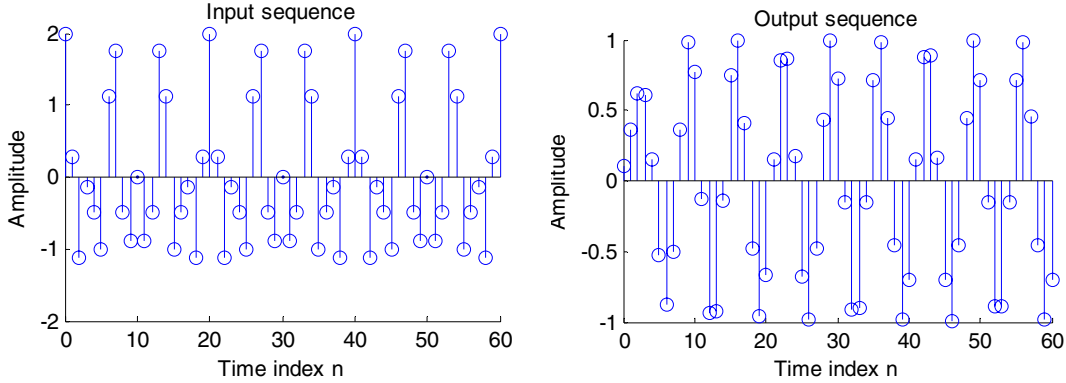 Input sequence
2
1
0
-1
-2
Amplitude
0 10 20 30 40 50 60
Time index n
Output sequence
1
0.5
0
-0.5
-1
Amplitude
0 10 20 30 40 50 60
Time index n